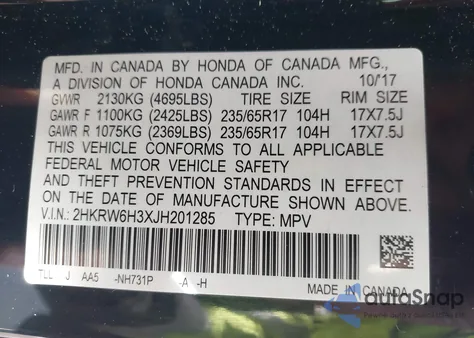 MFD. IN CANADA BY HONDA OF CANADA MFG.,
A DIVISION OF HONDA CANADA INC. 10/17
GVWR 2130KG (4695LBS) TIRE SIZE RIM SIZE
GAWR F 1100KG (2425LBS) 235/65R17 104H 17X7.5J
GAWR R 1075KG (2369LBS) 235/65R17 104H 17X7.5J
THIS VEHICLE CONFORMS TO ALL APPLICABLE
FEDERAL MOTOR VEHICLE SAFETY
AND THEFT PREVENTION STANDARDS IN EFFECT
ON THE DATE OF MANUFACTURE SHOWN ABOVE.
V.I.N.: 2HKRW6H3XJH201285 TYPE: MPV
TLL J AA5 -NH731P -A -H
MADE IN CANADA
autoSnap